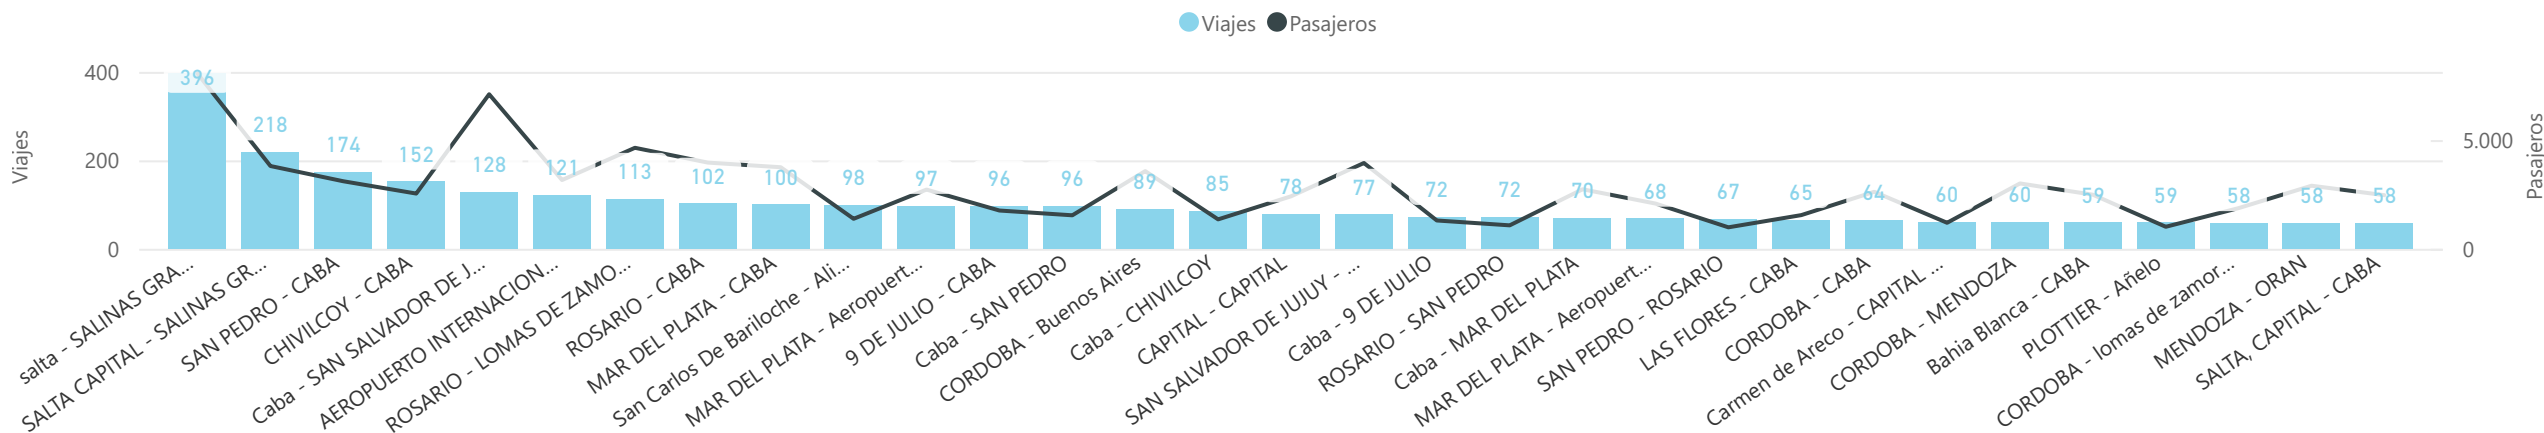 Viajes Pasajeros
400
200
0
Viajes
396
218
174
152
128
121
113
102
100
98
97
96
96
89
85
78
77
72
72
70
68
67
65
64
60
60
59
59
58
58
58
5.000
0
Pasajeros
salta - SALINAS GRA...
SALTA CAPITAL - SALINAS GR...
SAN PEDRO - CABA
CHIVILCOY - CABA
Caba - SAN SALVADOR DE J...
AEROPUERTO INTERNACION...
ROSARIO - LOMAS DE ZAMO...
ROSARIO - CABA
MAR DEL PLATA - CABA
San Carlos De Bariloche - Ali...
MAR DEL PLATA - Aeropuert...
9 DE JULIO - CABA
Caba - SAN PEDRO
CORDOBA - Buenos Aires
Caba - CHIVILCOY
CAPITAL - CAPITAL
SAN SALVADOR DE JUJUY - ...
Caba - 9 DE JULIO
ROSARIO - SAN PEDRO
Caba - MAR DEL PLATA
MAR DEL PLATA - Aeropuert...
SAN PEDRO - ROSARIO
LAS FLORES - CABA
CORDOBA - CABA
Carmen de Areco - CAPITAL ...
CORDOBA - MENDOZA
Bahia Blanca - CABA
PLOTTIER - Añelo
CORDOBA - lomas de zamor...
MENDOZA - ORAN
SALTA, CAPITAL - CABA